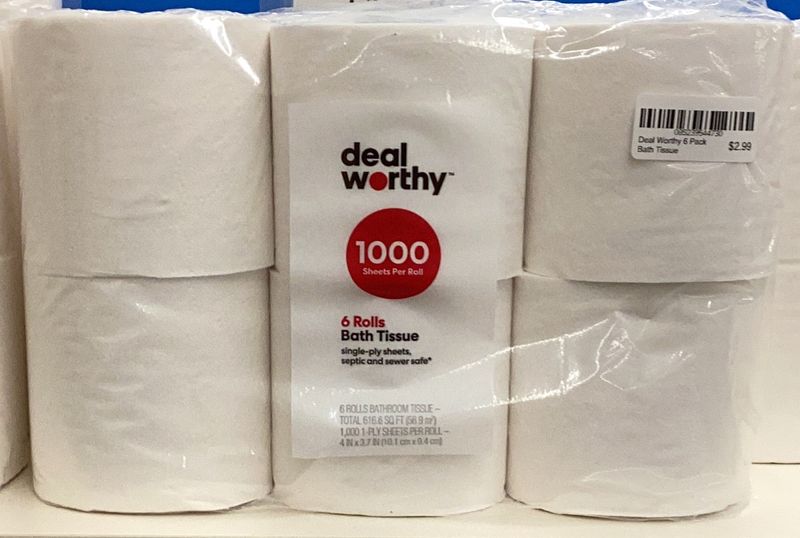 deal
worthy™
1000
Sheets Per Roll
6 Rolls
Bath Tissue
single-ply sheets,
septic and sewer safe*
6 ROLLS BATHROOM TISSUE –
TOTAL 616.6 SQ FT (56.9 m²)
1,000 1-PLY SHEETS PER ROLL –
4 IN x 3.7 IN (10.1 cm x 9.4 cm)
085239544730
Deal Worthy 6 Pack
Bath Tissue
$2.99